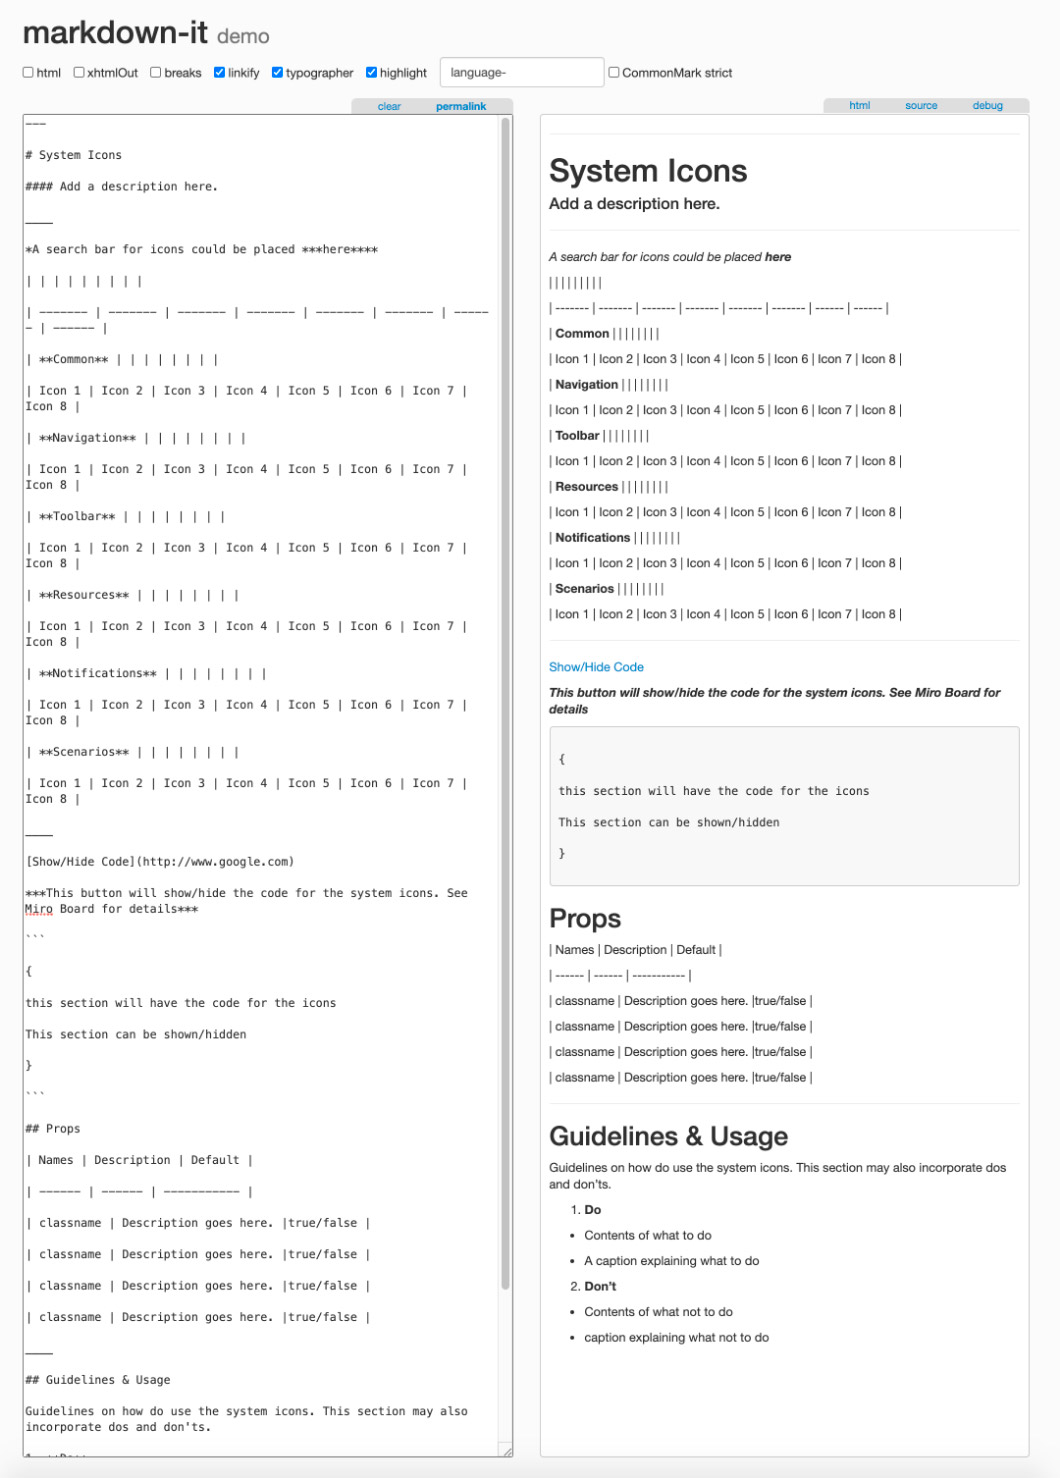 markdown-it demo
html xhtmlOut breaks linkify typographer highlight language- CommonMark strict
clear permalink
---

# System Icons

#### Add a description here.

____

*A search bar for icons could be placed ***here****

| | | | | | | | |

| ------- | ------- | ------- | ------- | ------- | ------- | -----
- | ------ |

| **Common** | | | | | | | |

| Icon 1 | Icon 2 | Icon 3 | Icon 4 | Icon 5 | Icon 6 | Icon 7 |
Icon 8 |

| **Navigation** | | | | | | | |

| Icon 1 | Icon 2 | Icon 3 | Icon 4 | Icon 5 | Icon 6 | Icon 7 |
Icon 8 |

| **Toolbar** | | | | | | | |

| Icon 1 | Icon 2 | Icon 3 | Icon 4 | Icon 5 | Icon 6 | Icon 7 |
Icon 8 |

| **Resources** | | | | | | | |

| Icon 1 | Icon 2 | Icon 3 | Icon 4 | Icon 5 | Icon 6 | Icon 7 |
Icon 8 |

| **Notifications** | | | | | | | |

| Icon 1 | Icon 2 | Icon 3 | Icon 4 | Icon 5 | Icon 6 | Icon 7 |
Icon 8 |

| **Scenarios** | | | | | | | |

| Icon 1 | Icon 2 | Icon 3 | Icon 4 | Icon 5 | Icon 6 | Icon 7 |
Icon 8 |

____

[Show/Hide Code](http://www.google.com)

***This button will show/hide the code for the system icons. See
Miro Board for details***

```

{

this section will have the code for the icons

This section can be shown/hidden

}

```

## Props

| Names | Description | Default |

| ------ | ------ | ----------- |

| classname | Description goes here. |true/false |

| classname | Description goes here. |true/false |

| classname | Description goes here. |true/false |

| classname | Description goes here. |true/false |

____

## Guidelines & Usage

Guidelines on how do use the system icons. This section may also
incorporate dos and don'ts.

html source debug
System Icons
Add a description here.
A search bar for icons could be placed here
| | | | | | | | |
| ------- | ------- | ------- | ------- | ------- | ------- | ------ | ------ |
| Common | | | | | | | |
| Icon 1 | Icon 2 | Icon 3 | Icon 4 | Icon 5 | Icon 6 | Icon 7 | Icon 8 |
| Navigation | | | | | | | |
| Icon 1 | Icon 2 | Icon 3 | Icon 4 | Icon 5 | Icon 6 | Icon 7 | Icon 8 |
| Toolbar | | | | | | | |
| Icon 1 | Icon 2 | Icon 3 | Icon 4 | Icon 5 | Icon 6 | Icon 7 | Icon 8 |
| Resources | | | | | | | |
| Icon 1 | Icon 2 | Icon 3 | Icon 4 | Icon 5 | Icon 6 | Icon 7 | Icon 8 |
| Notifications | | | | | | | |
| Icon 1 | Icon 2 | Icon 3 | Icon 4 | Icon 5 | Icon 6 | Icon 7 | Icon 8 |
| Scenarios | | | | | | | |
| Icon 1 | Icon 2 | Icon 3 | Icon 4 | Icon 5 | Icon 6 | Icon 7 | Icon 8 |
Show/Hide Code
This button will show/hide the code for the system icons. See Miro Board for
details
{
this section will have the code for the icons
This section can be shown/hidden
}
Props
| Names | Description | Default |
| ------ | ------ | ----------- |
| classname | Description goes here. |true/false |
| classname | Description goes here. |true/false |
| classname | Description goes here. |true/false |
| classname | Description goes here. |true/false |
Guidelines & Usage
Guidelines on how do use the system icons. This section may also incorporate dos
and don’ts.
1. Do
• Contents of what to do
• A caption explaining what to do
2. Don’t
• Contents of what not to do
• caption explaining what not to do